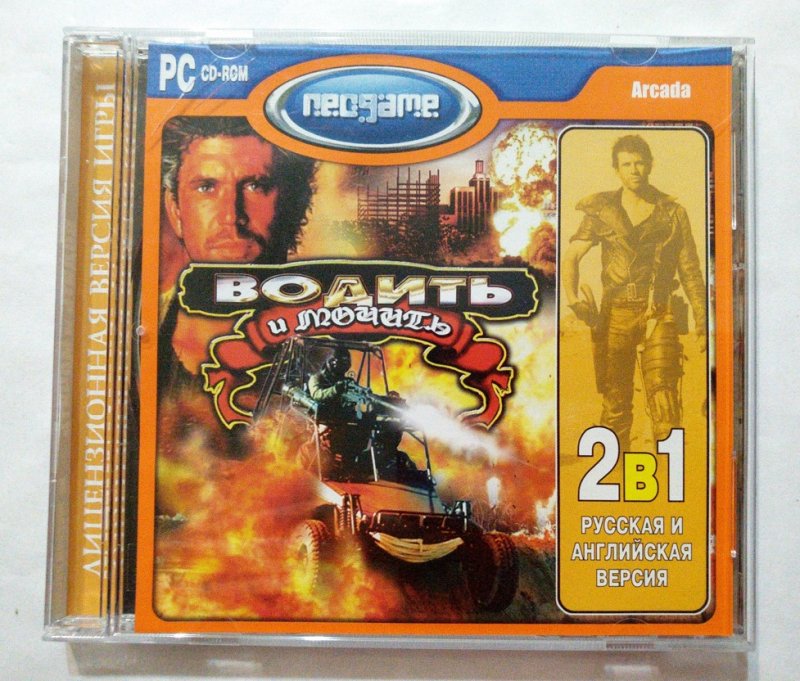 ЛИЦЕНЗИОННАЯ ВЕРСИЯ ИГРЫ
PC CD-ROM
neogame
Arcada
ВОДИТЬ
и мочить
2в1
РУССКАЯ И
АНГЛИЙСКАЯ
ВЕРСИЯ